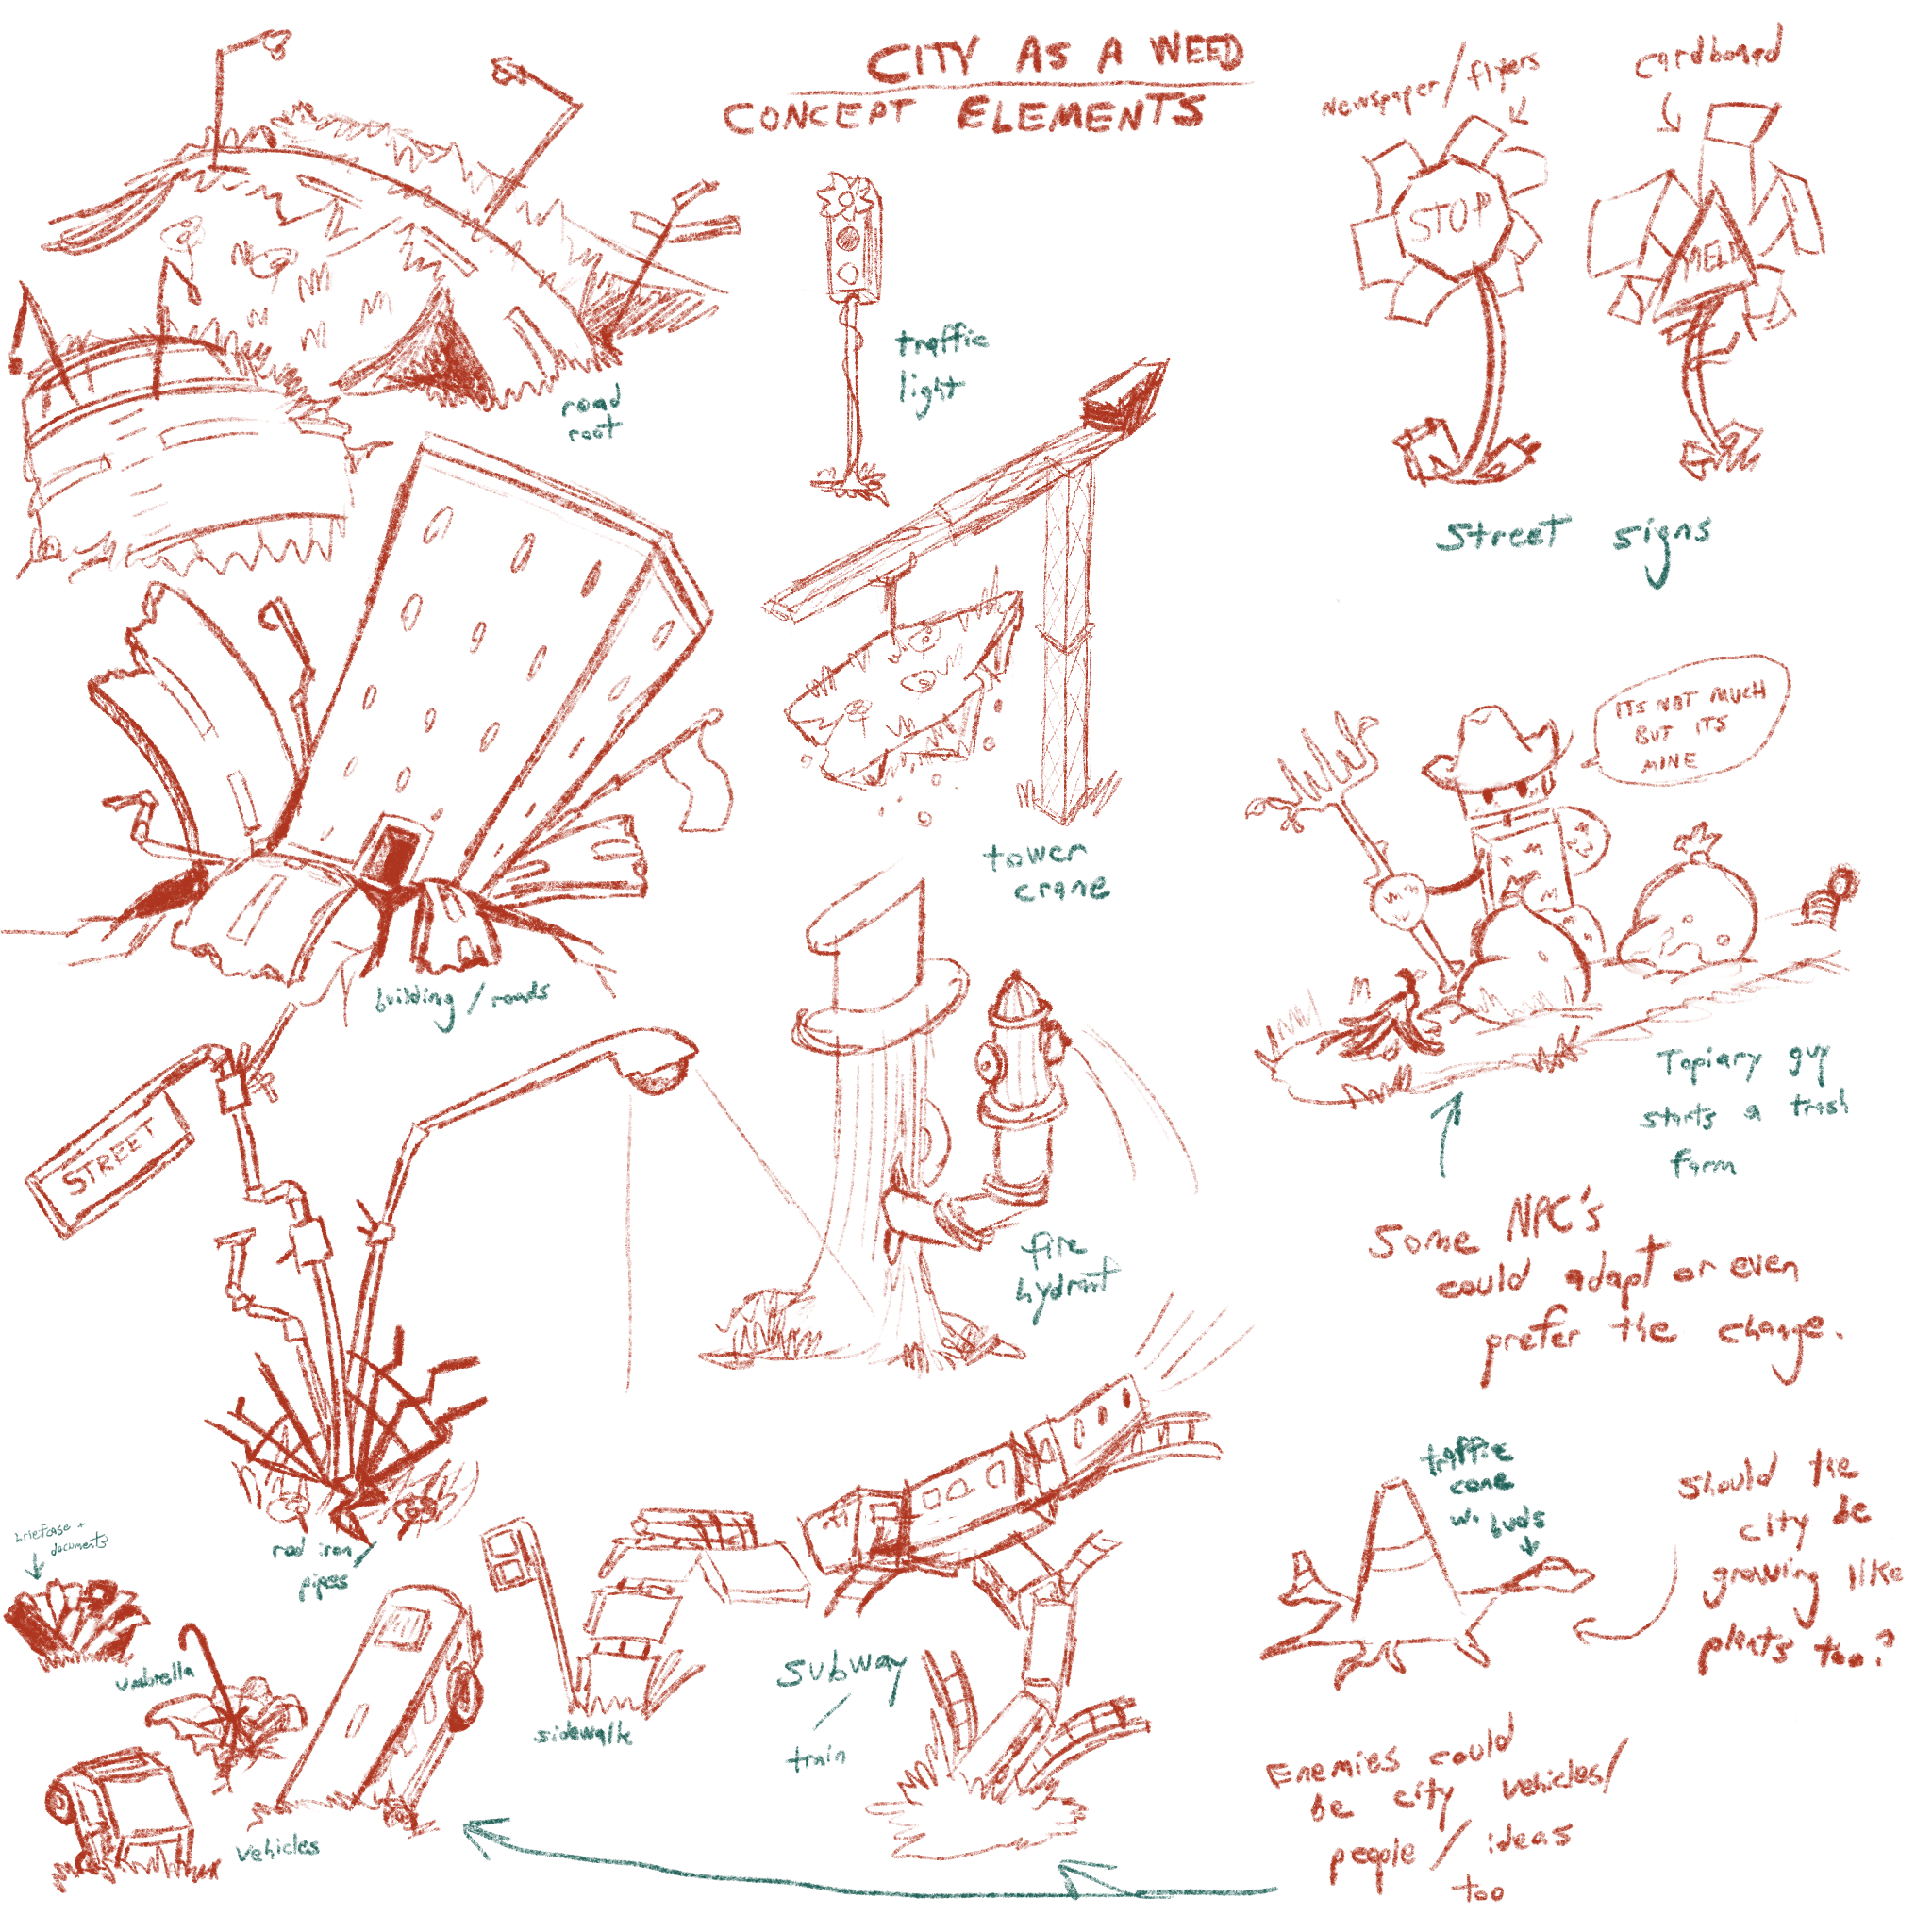 CITY AS A WEED
CONCEPT ELEMENTS
Newspaper/flyers
cardboard
STOP
traffic
light
road
root
Street signs
ITS NOT MUCH
BUT ITS
MINE
tower
crane
building/roads
STREET
fire
hydrant
Topiary guy
starts a trash
farm
Some NPC's
could adapt or even
prefer the change.
traffic
cone
w. buds
Should the
city be
growing like
plants too?
briefcase +
documents
rod iron/
pipes
umbrella
sidewalk
subway
/
train
vehicles
Enemies could
be city vehicles/
people/ideas
too